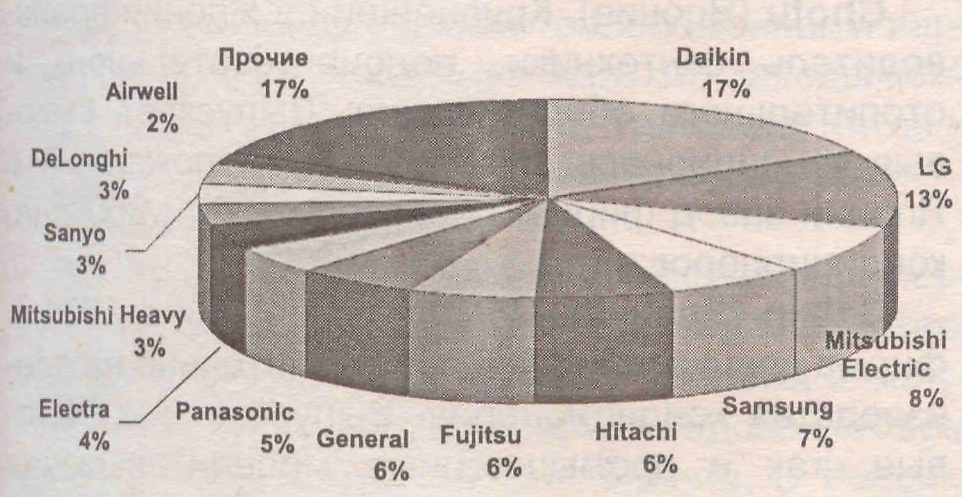 Прочие
17%
Daikin
17%
Airwell
2%
LG
13%
DeLonghi
3%
Sanyo
3%
Mitsubishi Heavy
3%
Mitsubishi
Electric
8%
Electra
4%
Panasonic
5%
General
6%
Fujitsu
6%
Hitachi
6%
Samsung
7%